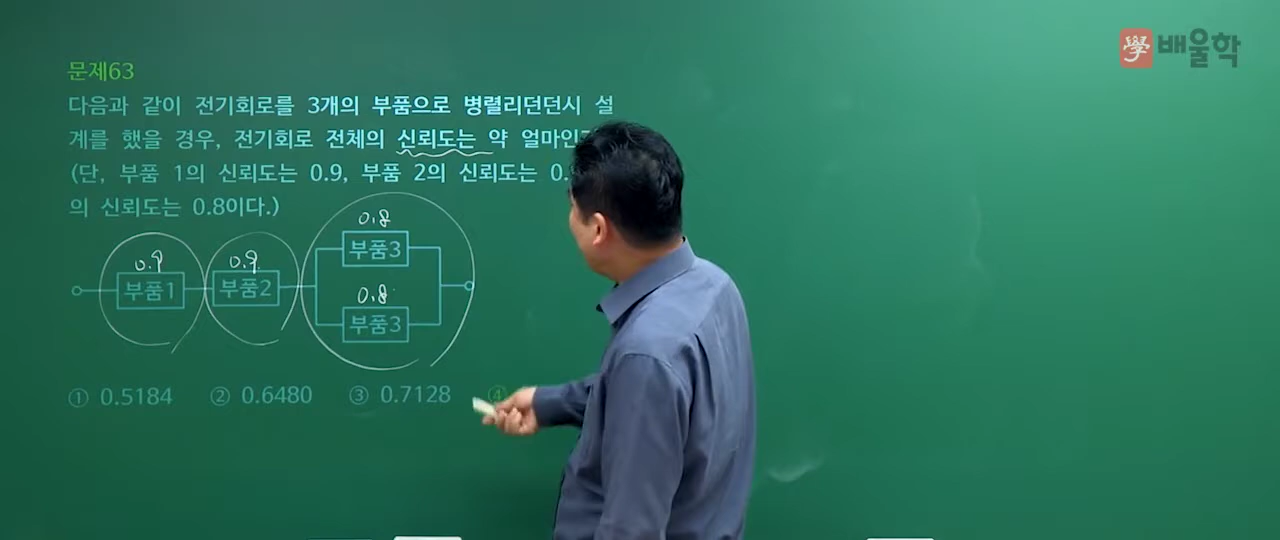 學 배울학
문제63
다음과 같이 전기회로를 3개의 부품으로 병렬리던던시 설
계를 했을 경우, 전기회로 전체의 신뢰도는 약 얼마인
(단, 부품 1의 신뢰도는 0.9, 부품 2의 신뢰도는 0.
의 신뢰도는 0.8이다.)
0.8
부품3
0.9 0.9
부품1 부품2
0.8
부품3
① 0.5184 ② 0.6480 ③ 0.7128 ④